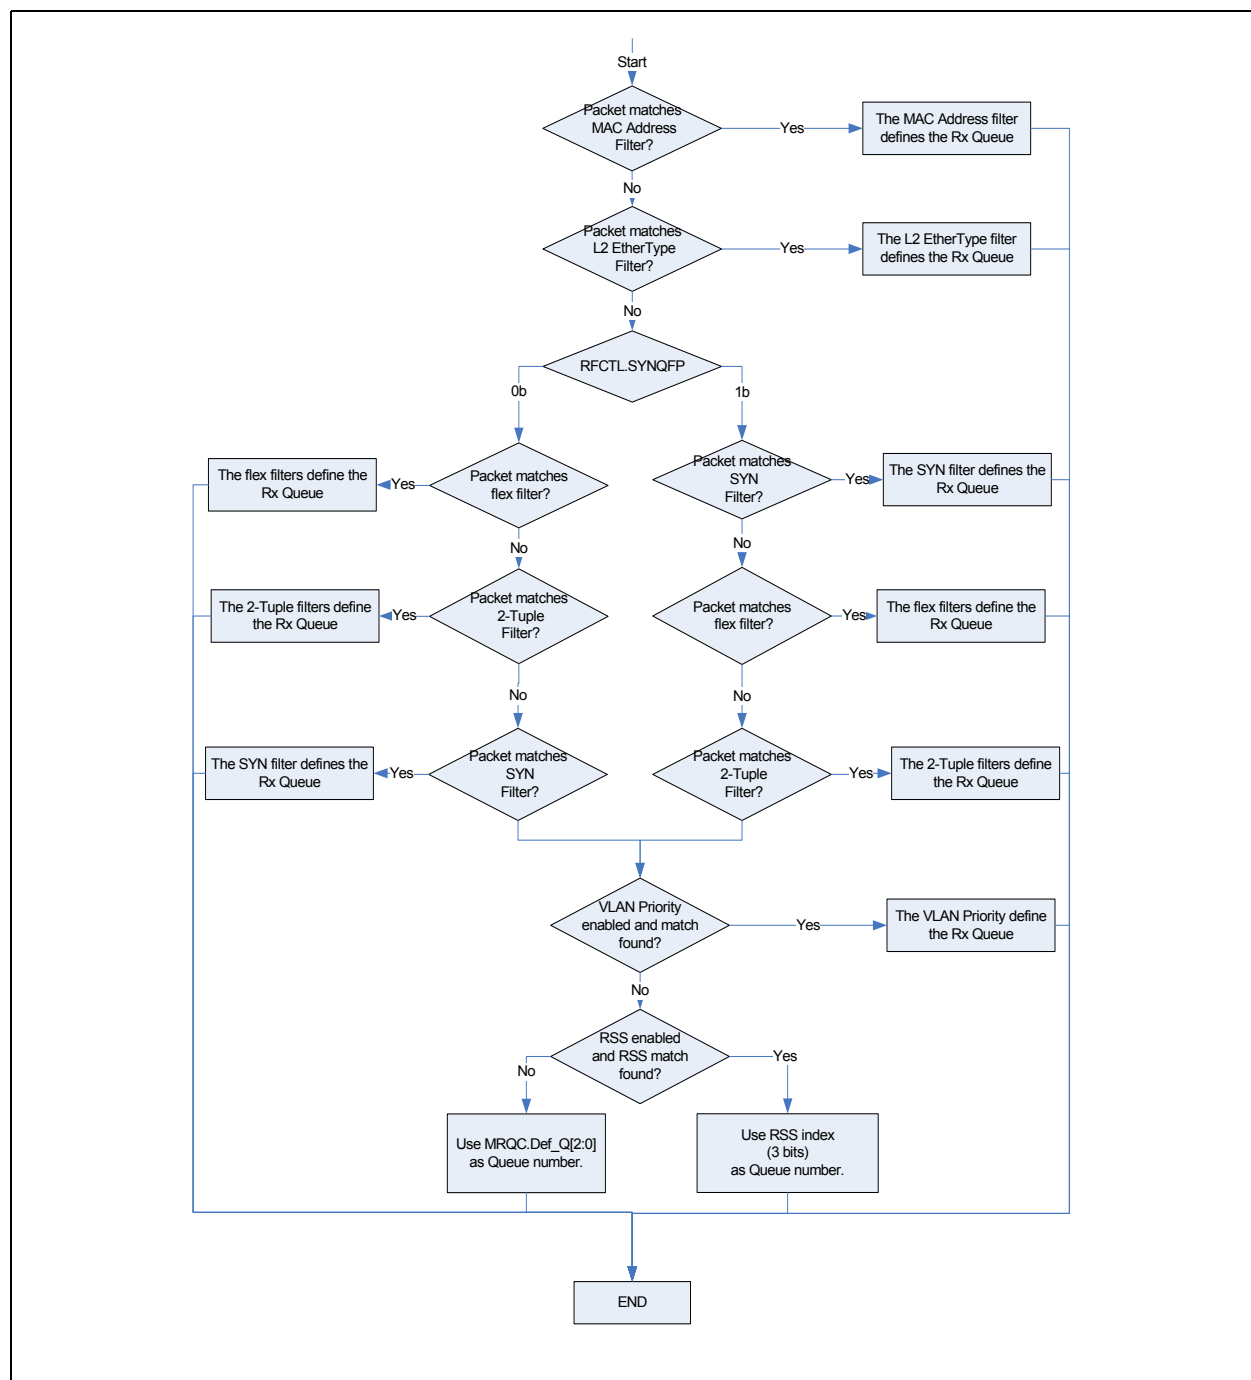 Start
Packet matches
MAC Address
Filter?
Yes
The MAC Address filter
defines the Rx Queue
No
Packet matches
L2 EtherType
Filter?
Yes
The L2 EtherType filter
defines the Rx Queue
No
RFCTL.SYNQFP
0b
1b
The flex filters define the
Rx Queue
Yes
Packet matches
flex filter?
Packet matches
SYN
Filter?
Yes
The SYN filter defines the
Rx Queue
No
No
The 2-Tuple filters define
the Rx Queue
Yes
Packet matches
2-Tuple
Filter?
Packet matches
flex filter?
Yes
The flex filters define the
Rx Queue
No
No
The SYN filter defines the
Rx Queue
Yes
Packet matches
SYN
Filter?
Packet matches
2-Tuple
Filter?
Yes
The 2-Tuple filters define
the Rx Queue
VLAN Priority
enabled and match
found?
Yes
The VLAN Priority define
the Rx Queue
No
RSS enabled
and RSS match
found?
No
Yes
Use MRQC.Def_Q[2:0]
as Queue number.
Use RSS index
(3 bits)
as Queue number.
END